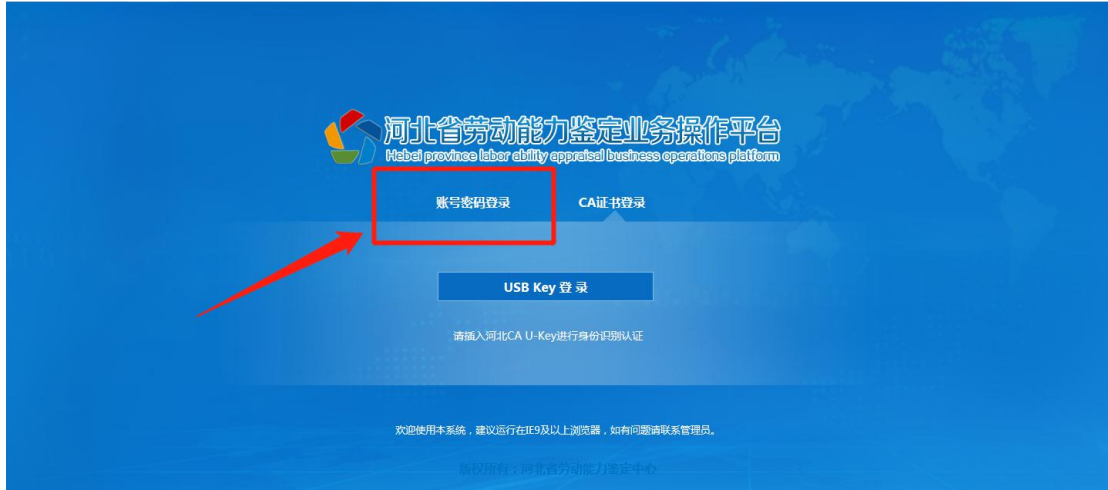 河北省劳动能力鉴定业务操作平台
Hebei province labor ability appraisal business operations platform
账号密码登录 CA证书登录
USB Key 登 录
请插入河北CA U-Key进行身份识别认证
欢迎使用本系统，建议运行在IE9及以上浏览器，如有问题请联系管理员。
版权所有：河北省劳动能力鉴定中心